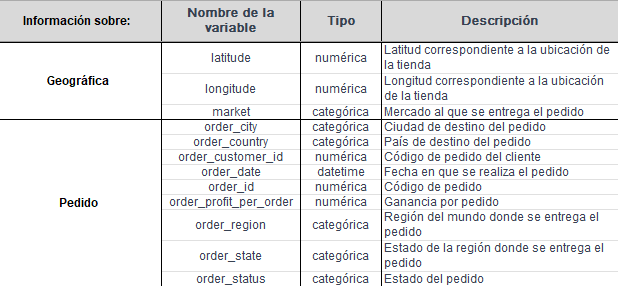 Información sobre: Nombre de la variable Tipo Descripción
Geográfica
latitude numérica Latitud correspondiente a la ubicación de la tienda
longitude numérica Longitud correspondiente a la ubicación de la tienda
market categórica Mercado al que se entrega el pedido
Pedido
order_city categórica Ciudad de destino del pedido
order_country categórica País de destino del pedido
order_customer_id numérica Código de pedido del cliente
order_date datetime Fecha en que se realiza el pedido
order_id numérica Código de pedido
order_profit_per_order numérica Ganancia por pedido
order_region categórica Región del mundo donde se entrega el pedido
order_state categórica Estado de la región donde se entrega el pedido
order_status categórica Estado del pedido